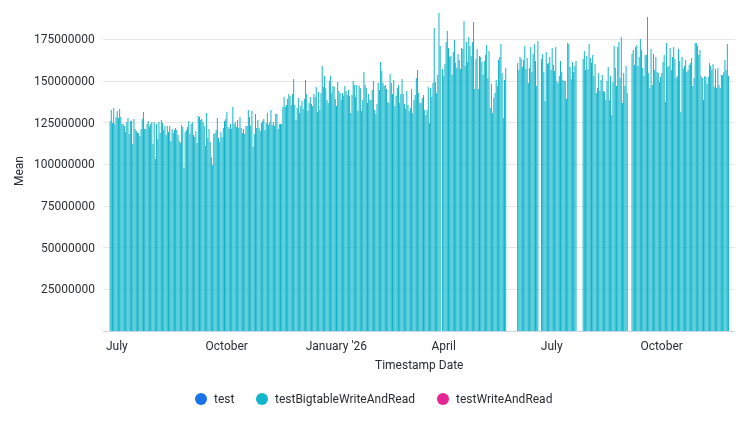 175000000
150000000
125000000
100000000
75000000
50000000
25000000
Mean
July
October
January '26
April
July
October
Timestamp Date
test
testBigtableWriteAndRead
testWriteAndRead